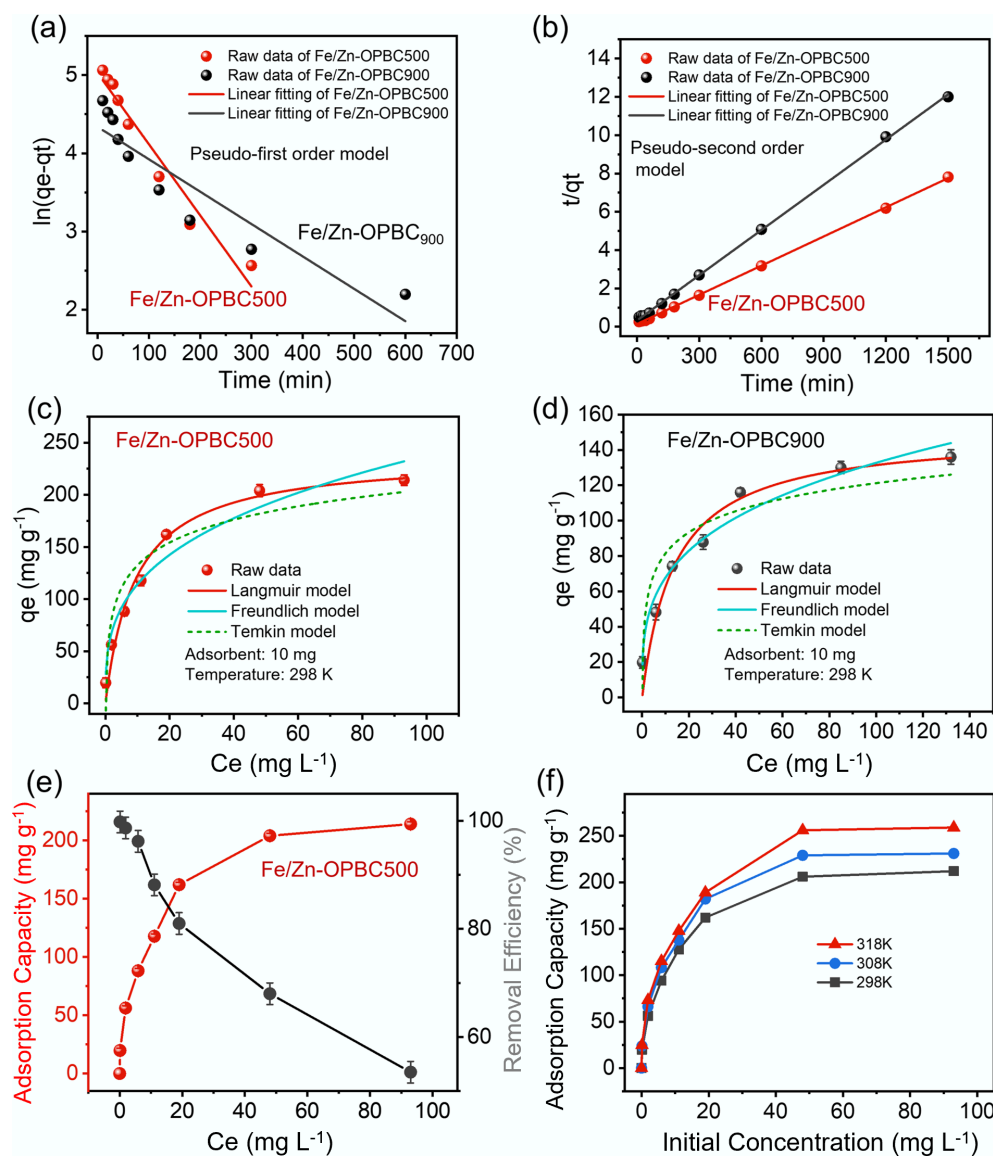 (a)
Raw data of Fe/Zn-OPBC500
Raw data of Fe/Zn-OPBC900
Linear fitting of Fe/Zn-OPBC500
Linear fitting of Fe/Zn-OPBC900
Pseudo-first order model
Fe/Zn-OPBC₉₀₀
Fe/Zn-OPBC500
ln(qe-qt)
5
4
3
2
0 100 200 300 400 500 600 700
Time (min)
(b)
Raw data of Fe/Zn-OPBC500
Raw data of Fe/Zn-OPBC900
Linear fitting of Fe/Zn-OPBC500
Linear fitting of Fe/Zn-OPBC900
Pseudo-second order
model
Fe/Zn-OPBC500
t/qt
14
12
10
8
6
4
2
0
0 300 600 900 1200 1500
Time (min)
(c)
Fe/Zn-OPBC500
Raw data
Langmuir model
Freundlich model
Temkin model
Adsorbent: 10 mg
Temperature: 298 K
qe (mg g⁻¹)
250
200
150
100
50
0
0 20 40 60 80 100
Ce (mg L⁻¹)
(d)
Fe/Zn-OPBC900
Raw data
Langmuir model
Freundlich model
Temkin model
Adsorbent: 10 mg
Temperature: 298 K
qe (mg g⁻¹)
160
140
120
100
80
60
40
20
0
0 20 40 60 80 100 120 140
Ce (mg L⁻¹)
(e)
Fe/Zn-OPBC500
Adsorption Capacity (mg g⁻¹)
200
150
100
50
0
Removal Efficiency (%)
100
80
60
0 20 40 60 80 100
Ce (mg L⁻¹)
(f)
318K
308K
298K
Adsorption Capacity (mg g⁻¹)
250
200
150
100
50
0
0 20 40 60 80 100
Initial Concentration (mg L⁻¹)